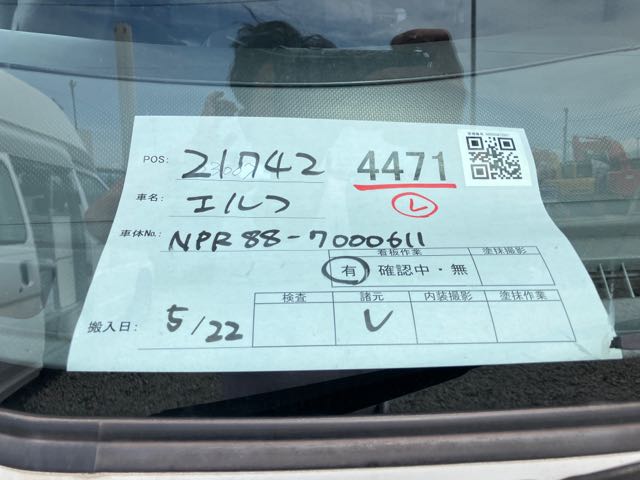 POS: 21742 4471
車名: エルフ レ
車体No. NPR88-7000611
看板作業 塗抹撮影
有 確認中・無
検査 諸元 内装撮影 塗抹作業
搬入日: 5/22 レ